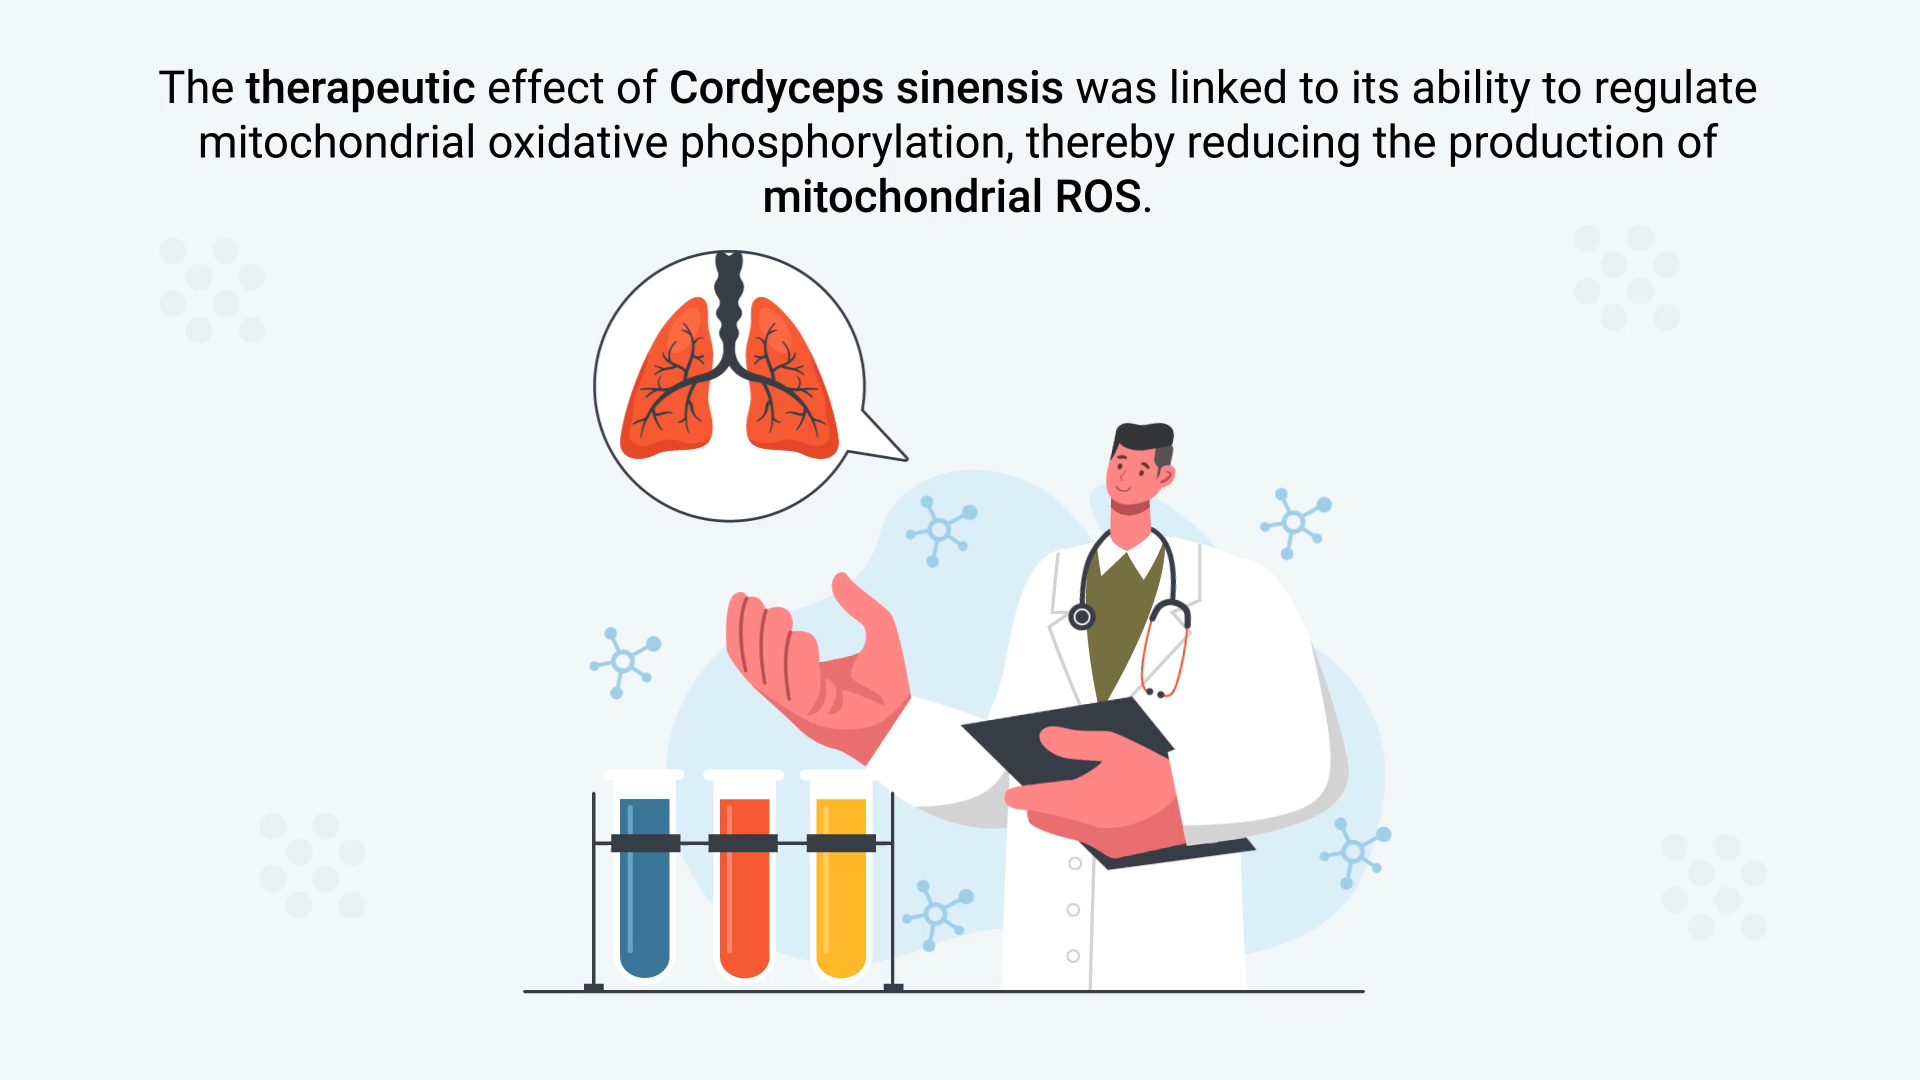 The therapeutic effect of Cordyceps sinensis was linked to its ability to regulate
mitochondrial oxidative phosphorylation, thereby reducing the production of
mitochondrial ROS.